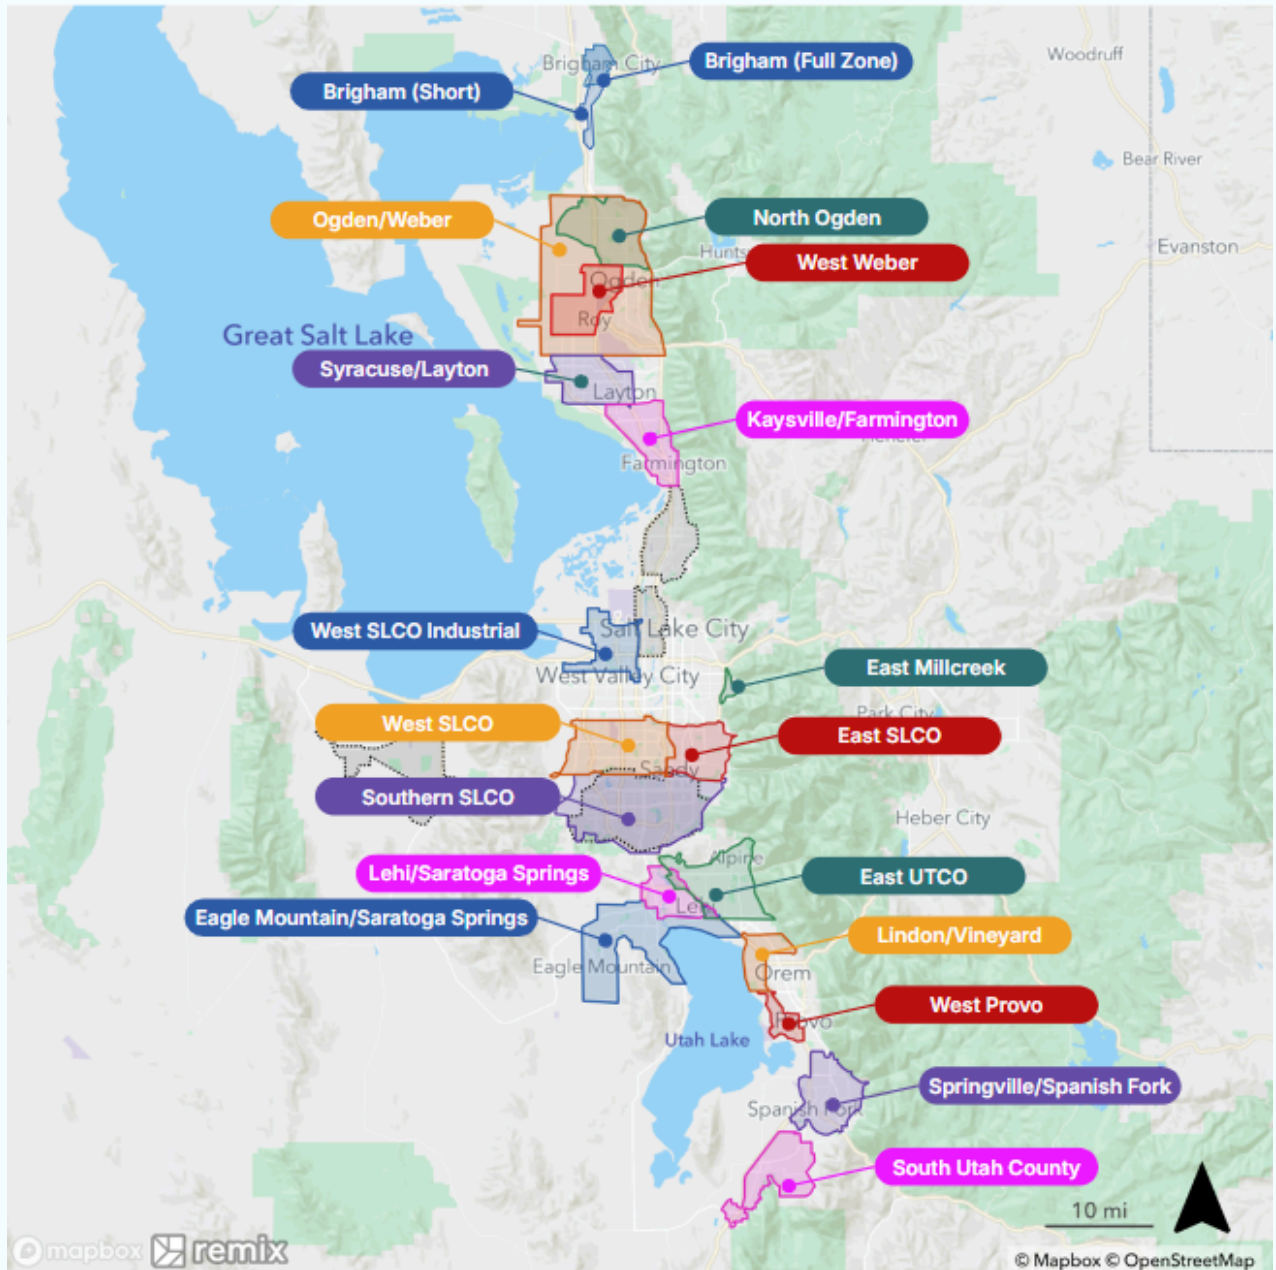 Woodruff
Brigham City
Brigham (Full Zone)
Brigham (Short)
Bear River
Ogden/Weber
North Ogden
Evanston
West Weber
Ogden
Roy
Great Salt Lake
Syracuse/Layton
Layton
Kaysville/Farmington
Farmington
West SLCO Industrial
Salt Lake City
East Millcreek
West Valley City
Park City
West SLCO
East SLCO
Sandy
Southern SLCO
Heber City
Alpine
Lehi/Saratoga Springs
East UTCO
Lehi
Eagle Mountain/Saratoga Springs
Lindon/Vineyard
Eagle Mountain
Orem
West Provo
Provo
Utah Lake
Springville/Spanish Fork
Spanish Fork
South Utah County
10 mi
mapbox remix
© Mapbox © OpenStreetMap